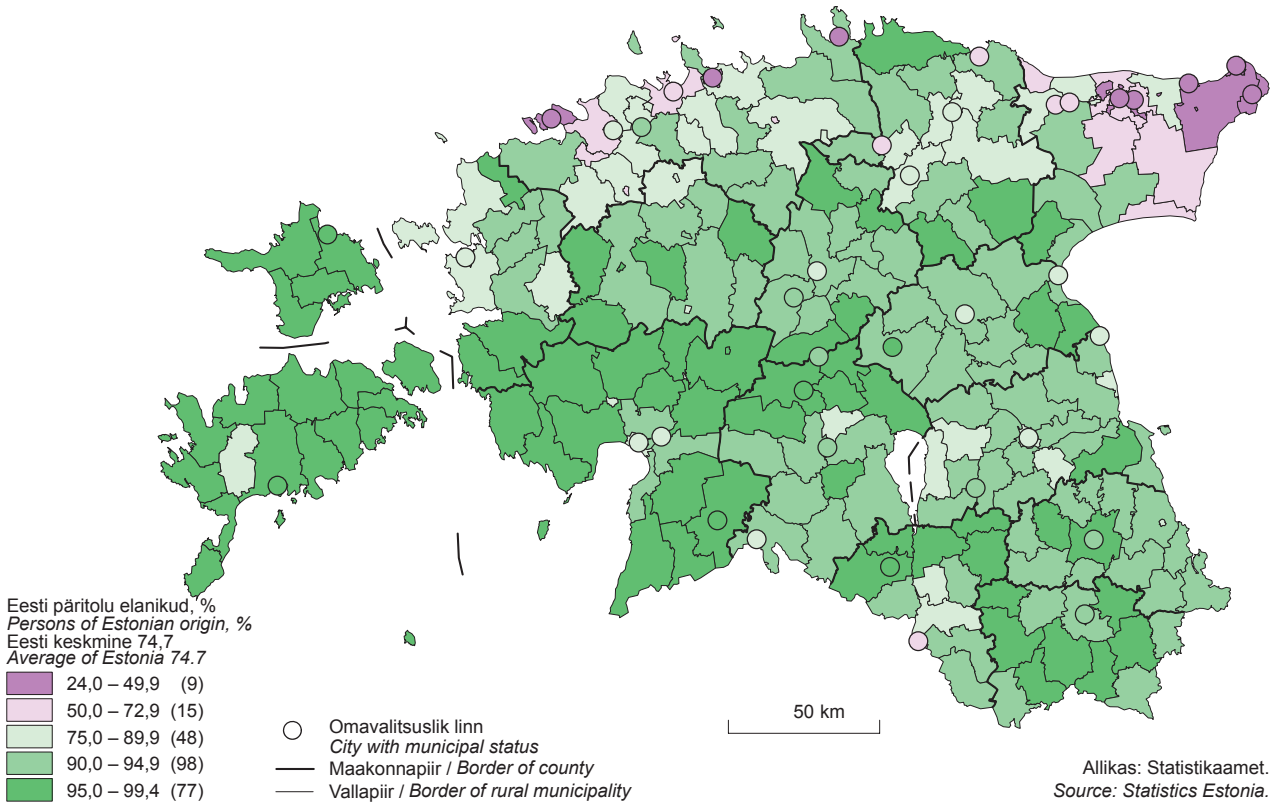 Eesti päritolu elanikud, %
Persons of Estonian origin, %
Eesti keskmine 74,7
Average of Estonia 74.7
24,0 – 49,9 (9)
50,0 – 72,9 (15)
75,0 – 89,9 (48)
90,0 – 94,9 (98)
95,0 – 99,4 (77)
Omavalitsuslik linn
City with municipal status
Maakonnapiir / Border of county
Vallapiir / Border of rural municipality
50 km
Allikas: Statistikaamet.
Source: Statistics Estonia.